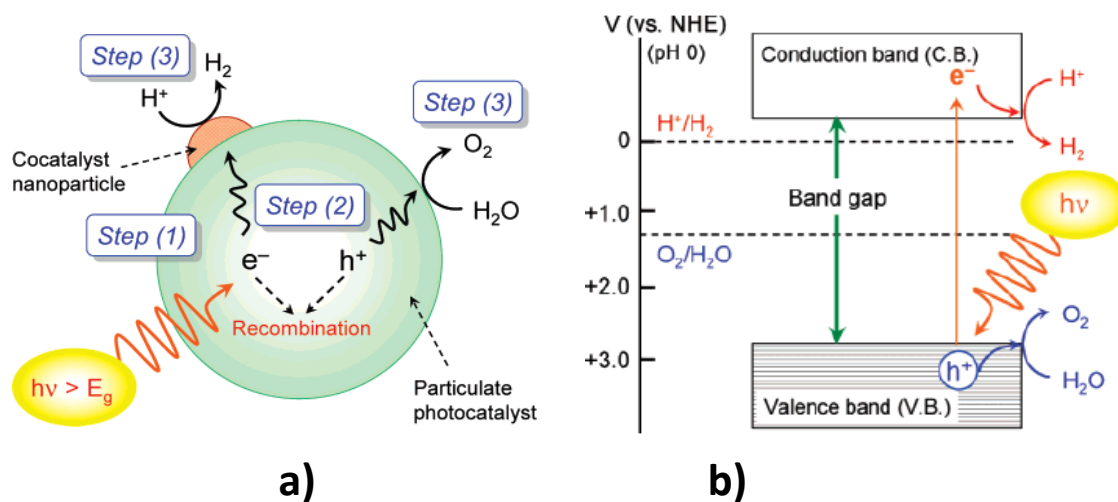 Step (3)
H₂
H⁺
Step (3)
O₂
Cocatalyst
nanoparticle
Step (2)
H₂O
Step (1)
e⁻
h⁺
Recombination
hν > E_g
Particulate
photocatalyst
a)
V (vs. NHE)
(pH 0)
Conduction band (C.B.)
e⁻
H⁺
H⁺/H₂
0
H₂
Band gap
hν
+1.0
O₂/H₂O
+2.0
O₂
+3.0
h⁺
H₂O
Valence band (V.B.)
b)